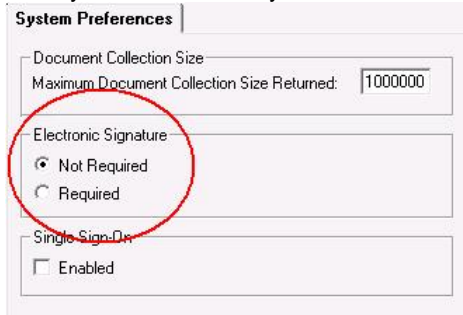 System Preferences
Document Collection Size
Maximum Document Collection Size Returned: 1000000
Electronic Signature
Not Required
Required
Single Sign-On
Enabled